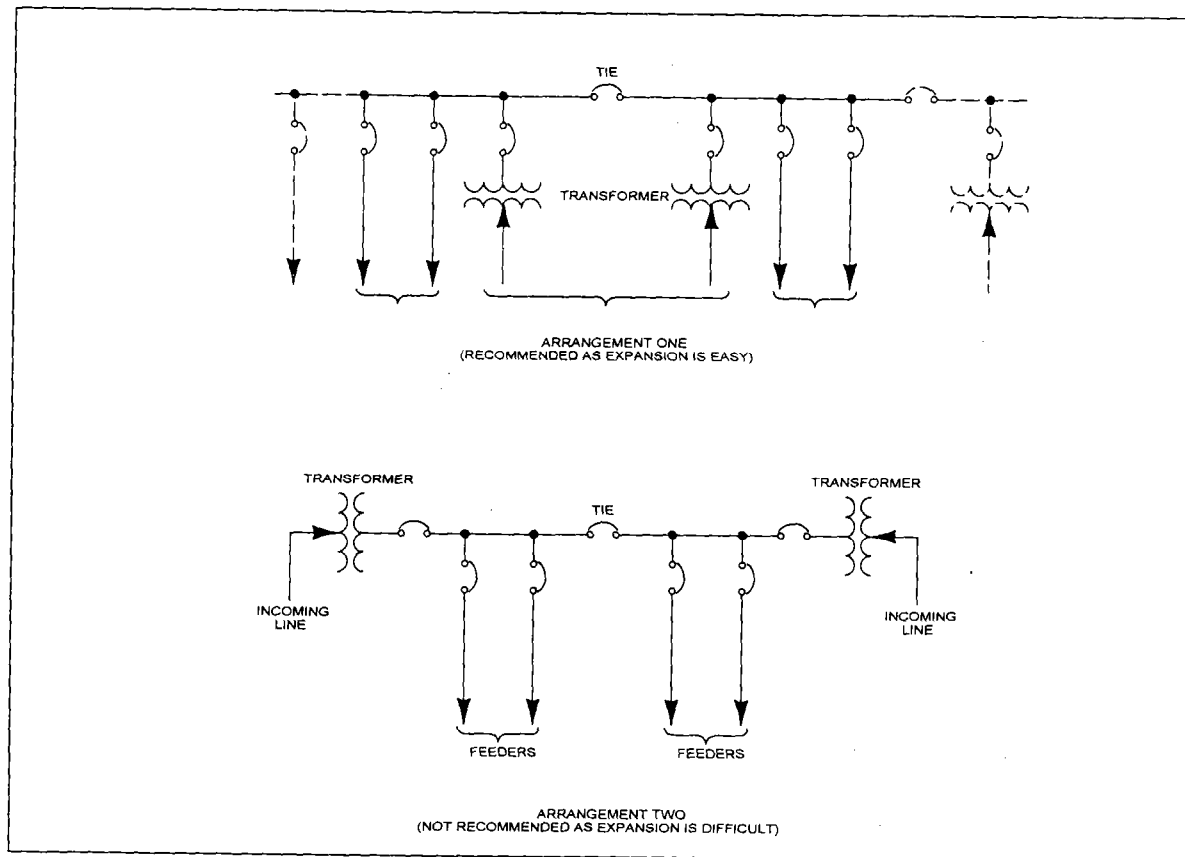 TIE
TRANSFORMER
ARRANGEMENT ONE
(RECOMMENDED AS EXPANSION IS EASY)
TRANSFORMER
TRANSFORMER
TIE
INCOMING
LINE
INCOMING
LINE
FEEDERS
FEEDERS
ARRANGEMENT TWO
(NOT RECOMMENDED AS EXPANSION IS DIFFICULT)